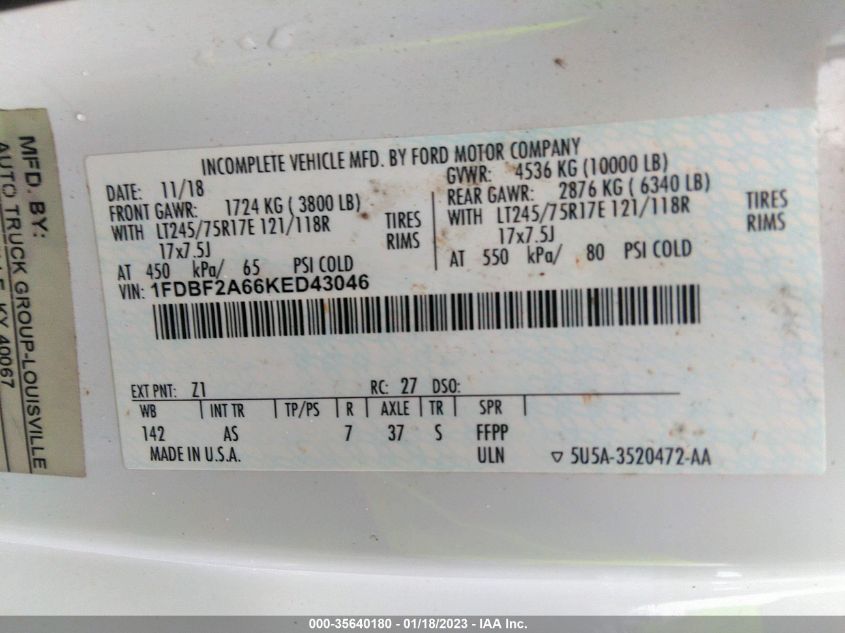 MFD. BY:
AUTO TRUCK GROUP-LOUISVILLE
KY 40067
INCOMPLETE VEHICLE MFD. BY FORD MOTOR COMPANY
DATE: 11/18
GVWR: 4536 KG (10000 LB)
FRONT GAWR: 1724 KG ( 3800 LB)
REAR GAWR: 2876 KG ( 6340 LB)
WITH LT245/75R17E 121/118R TIRES
WITH LT245/75R17E 121/118R TIRES
17x7.5J RIMS
17x7.5J RIMS
AT 450 kPa/ 65 PSI COLD
AT 550 kPa/ 80 PSI COLD
VIN: 1FDBF2A66KED43046
EXT PNT: Z1 RC: 27 DSO:
WB INT TR TP/PS R AXLE TR SPR
142 AS 7 37 S FFPP
MADE IN U.S.A. ULN ▽ 5U5A-3520472-AA
000-35640180 - 01/18/2023 - IAA Inc.